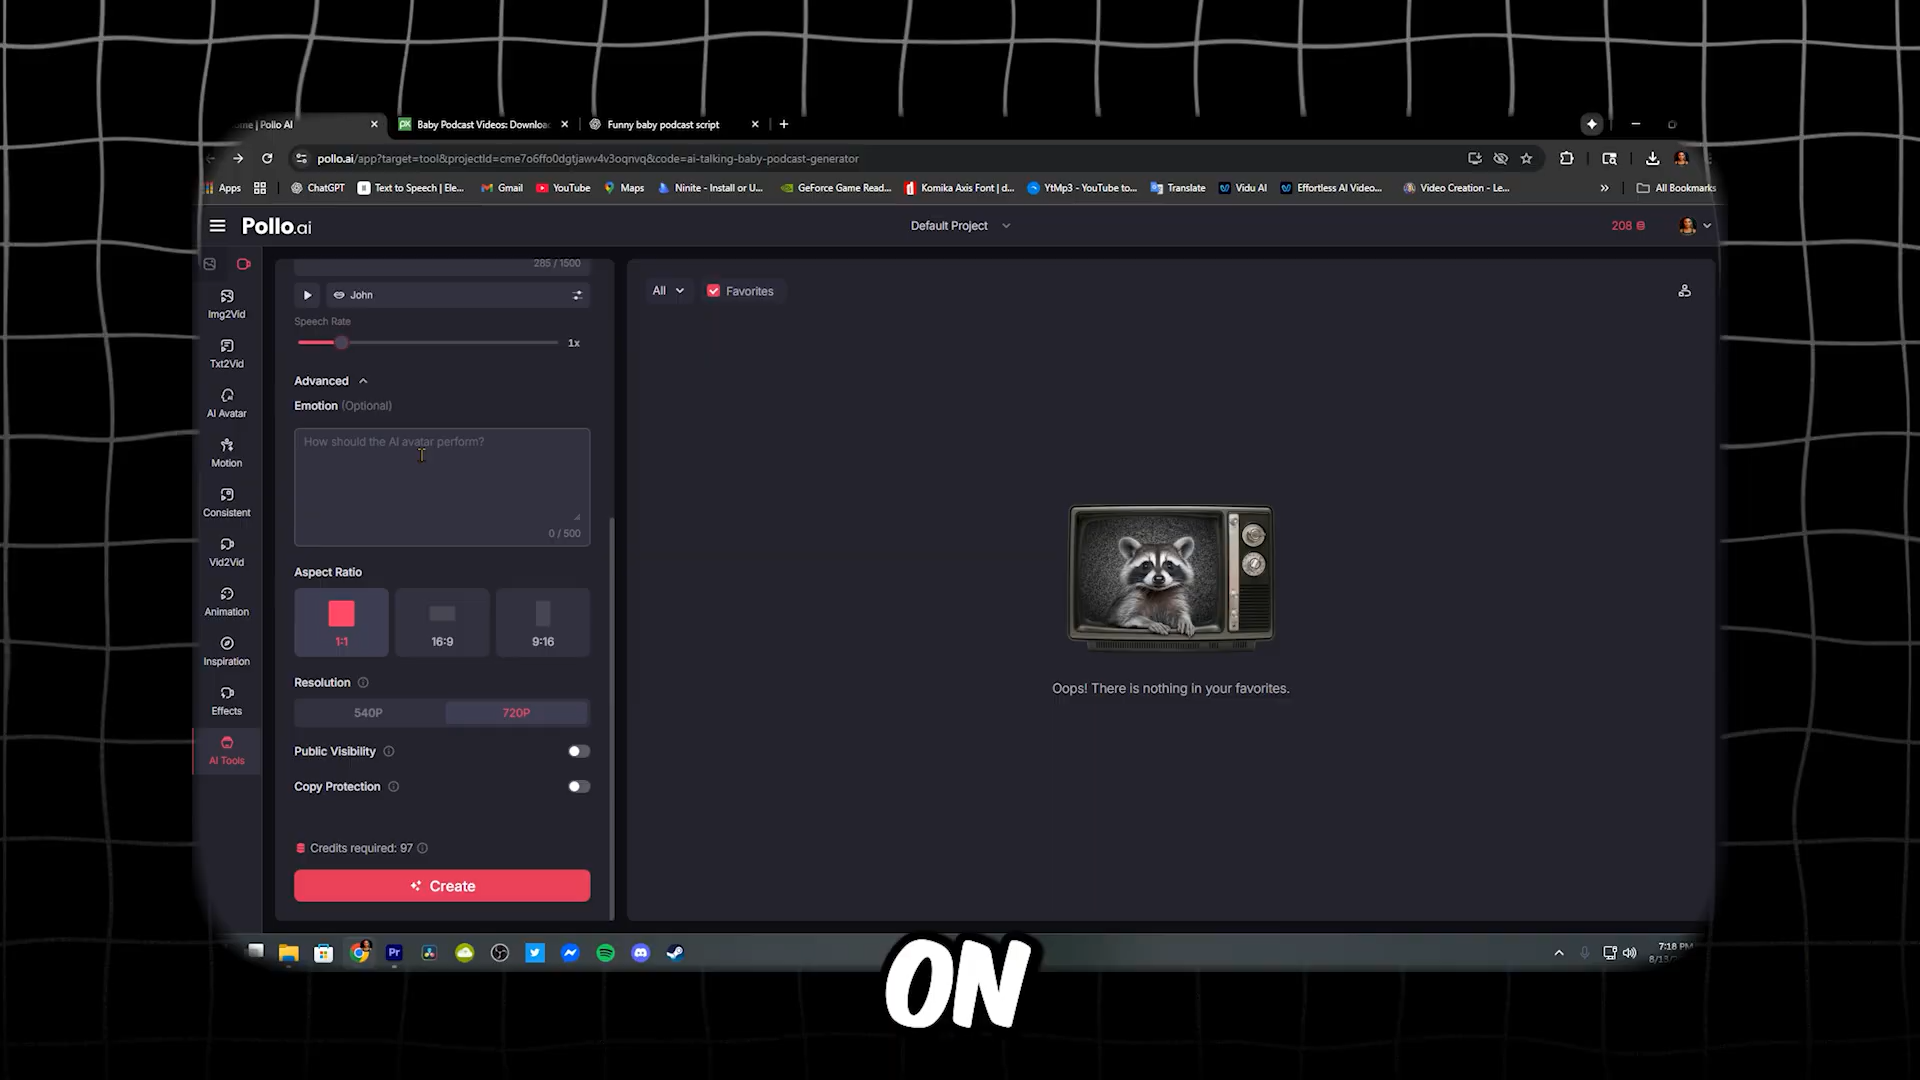 Pollo AI
Baby Podcast Videos: Downloa
Funny baby podcast script
pollo.ai/app?target=tool&projectId=cme7o6ffo0dgtjawv4v3oqnvq&code=ai-talking-baby-podcast-generator
Apps ChatGPT Text to Speech | Ele... Gmail YouTube Maps Ninite - Install or U... GeForce Game Read... Komika Axis Font | d... YtMp3 - YouTube to... Translate Vidu AI Effortless AI Video... Video Creation - Le... » All Bookmarks
Pollo.ai
Default Project
208
Img2Vid
Txt2Vid
AI Avatar
Motion
Consistent
Vid2Vid
Animation
Inspiration
Effects
AI Tools
285 / 1500
John
Speech Rate
1x
Advanced
Emotion (Optional)
How should the AI avatar perform?
0 / 500
Aspect Ratio
1:1 16:9 9:16
Resolution
540P 720P
Public Visibility
Copy Protection
Credits required: 97
Create
All Favorites
Oops! There is nothing in your favorites.
Pr
7:18 PM
ON